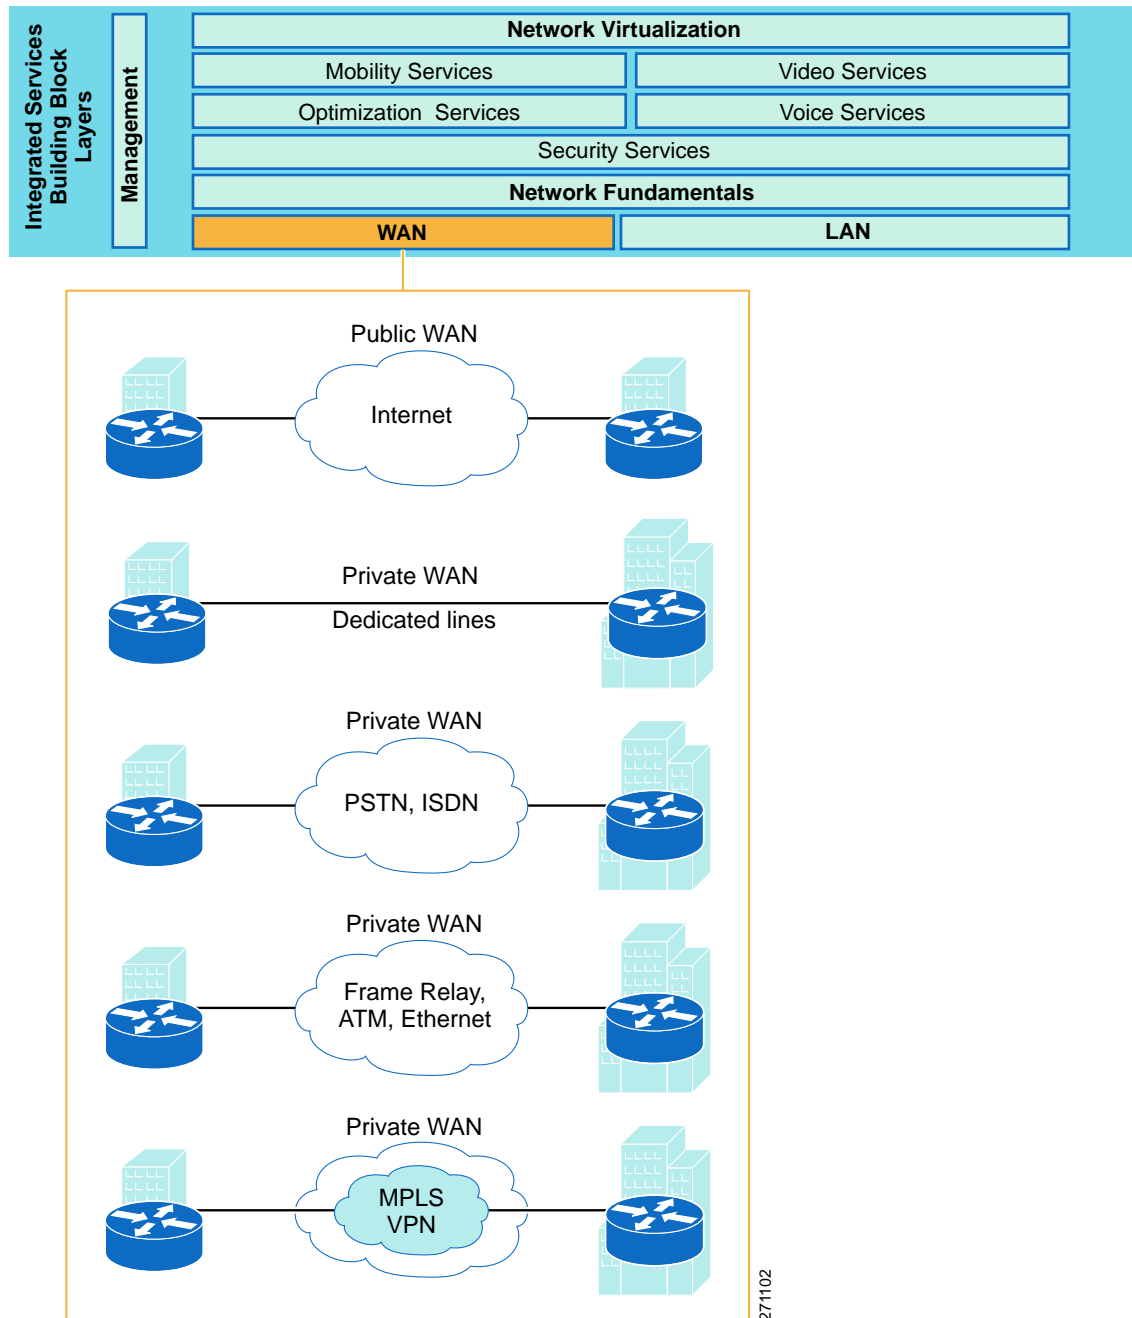 Integrated Services
Building Block
Layers
Management
Network Virtualization
Mobility Services
Video Services
Optimization Services
Voice Services
Security Services
Network Fundamentals
WAN
LAN
Public WAN
Internet
Private WAN
Dedicated lines
Private WAN
PSTN, ISDN
Private WAN
Frame Relay,
ATM, Ethernet
Private WAN
MPLS
VPN
271102